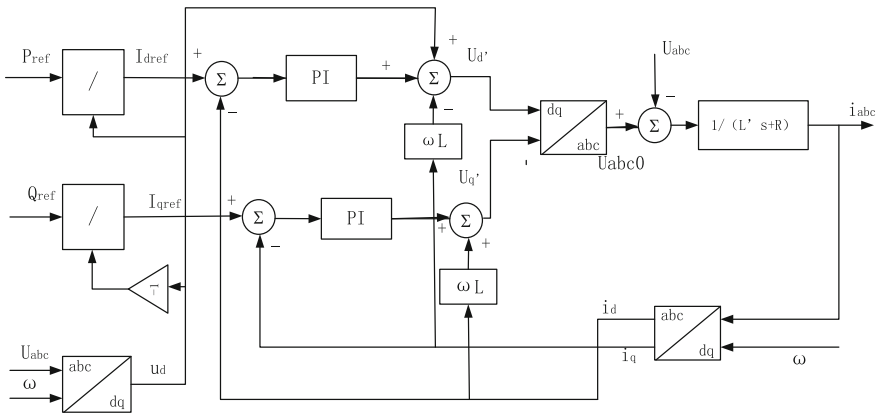 Pref
/
Idref
+
Σ
−
PI
+
+
Σ
−
Ud'
ωL
dq
abc
+
Uabc0
Uabc
−
Σ
1/(L's+R)
iabc
Qref
/
Iqref
+
Σ
−
PI
+
Σ
+
Uq'
'
ωL
-1
id
iq
abc
dq
ω
Uabc
ω
abc
dq
ud